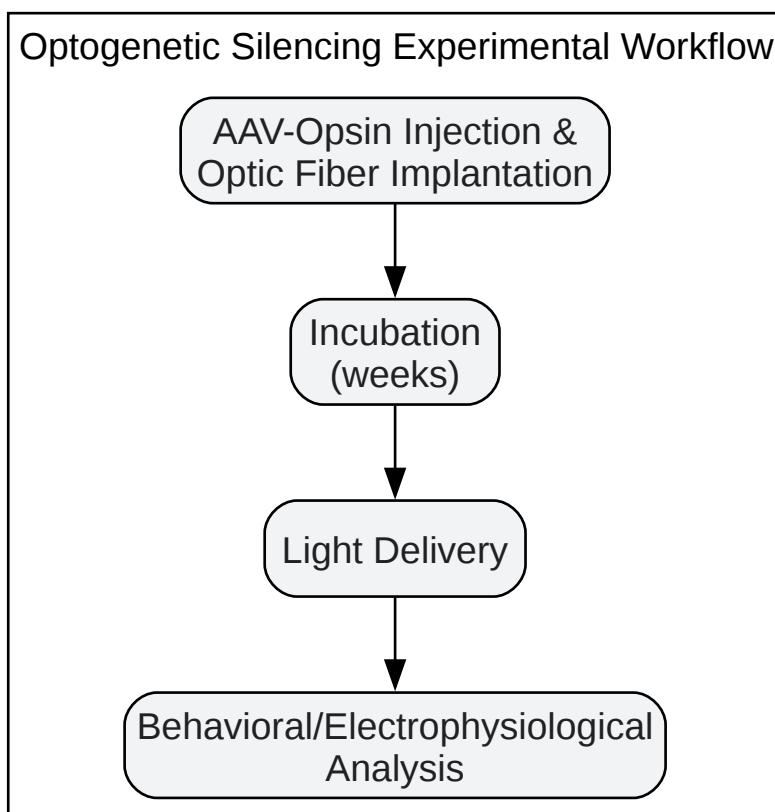 Optogenetic Silencing Experimental Workflow
AAV-Opsin Injection &
Optic Fiber Implantation
Incubation
(weeks)
Light Delivery
Behavioral/Electrophysiological
Analysis